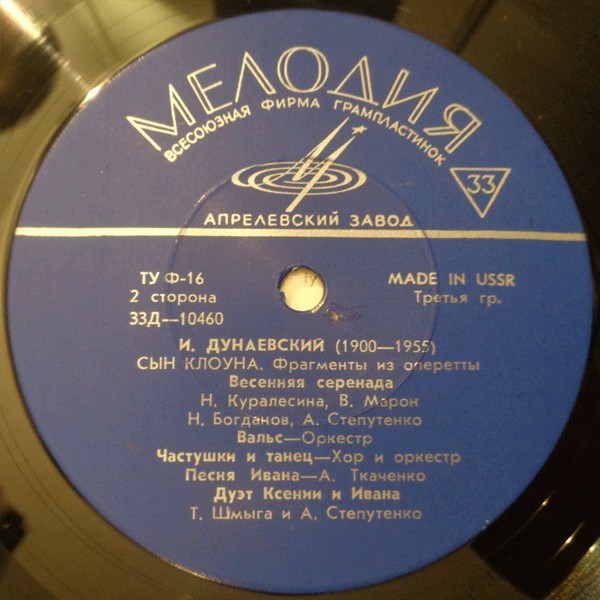 МЕЛОДИЯ
ВСЕСОЮЗНАЯ ФИРМА ГРАМПЛАСТИНОК
33
АПРЕЛЕВСКИЙ ЗАВОД
ТУ Ф-16
MADE IN USSR
2 сторона
Третья гр.
33Д—10460
И. ДУНАЕВСКИЙ (1900—1955)
СЫН КЛОУНА. Фрагменты из оперетты
Весенняя серенада
Н. Куралесина, В. Марон
Н. Богданов, А. Степутенко
Вальс—Оркестр
Частушки и танец—Хор и оркестр
Песня Ивана—А. Ткаченко
Дуэт Ксении и Ивана
Т. Шмыга и А. Степутенко